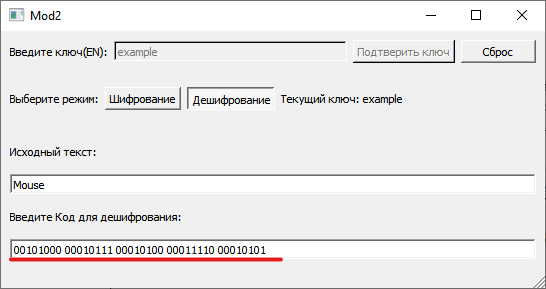 Mod2
Введите ключ(EN): example Подтверить ключ Сброс
Выберите режим: Шифрование Дешифрование Текущий ключ: example
Исходный текст:
Mouse
Введите Код для дешифрования:
00101000 00010111 00010100 00011110 00010101